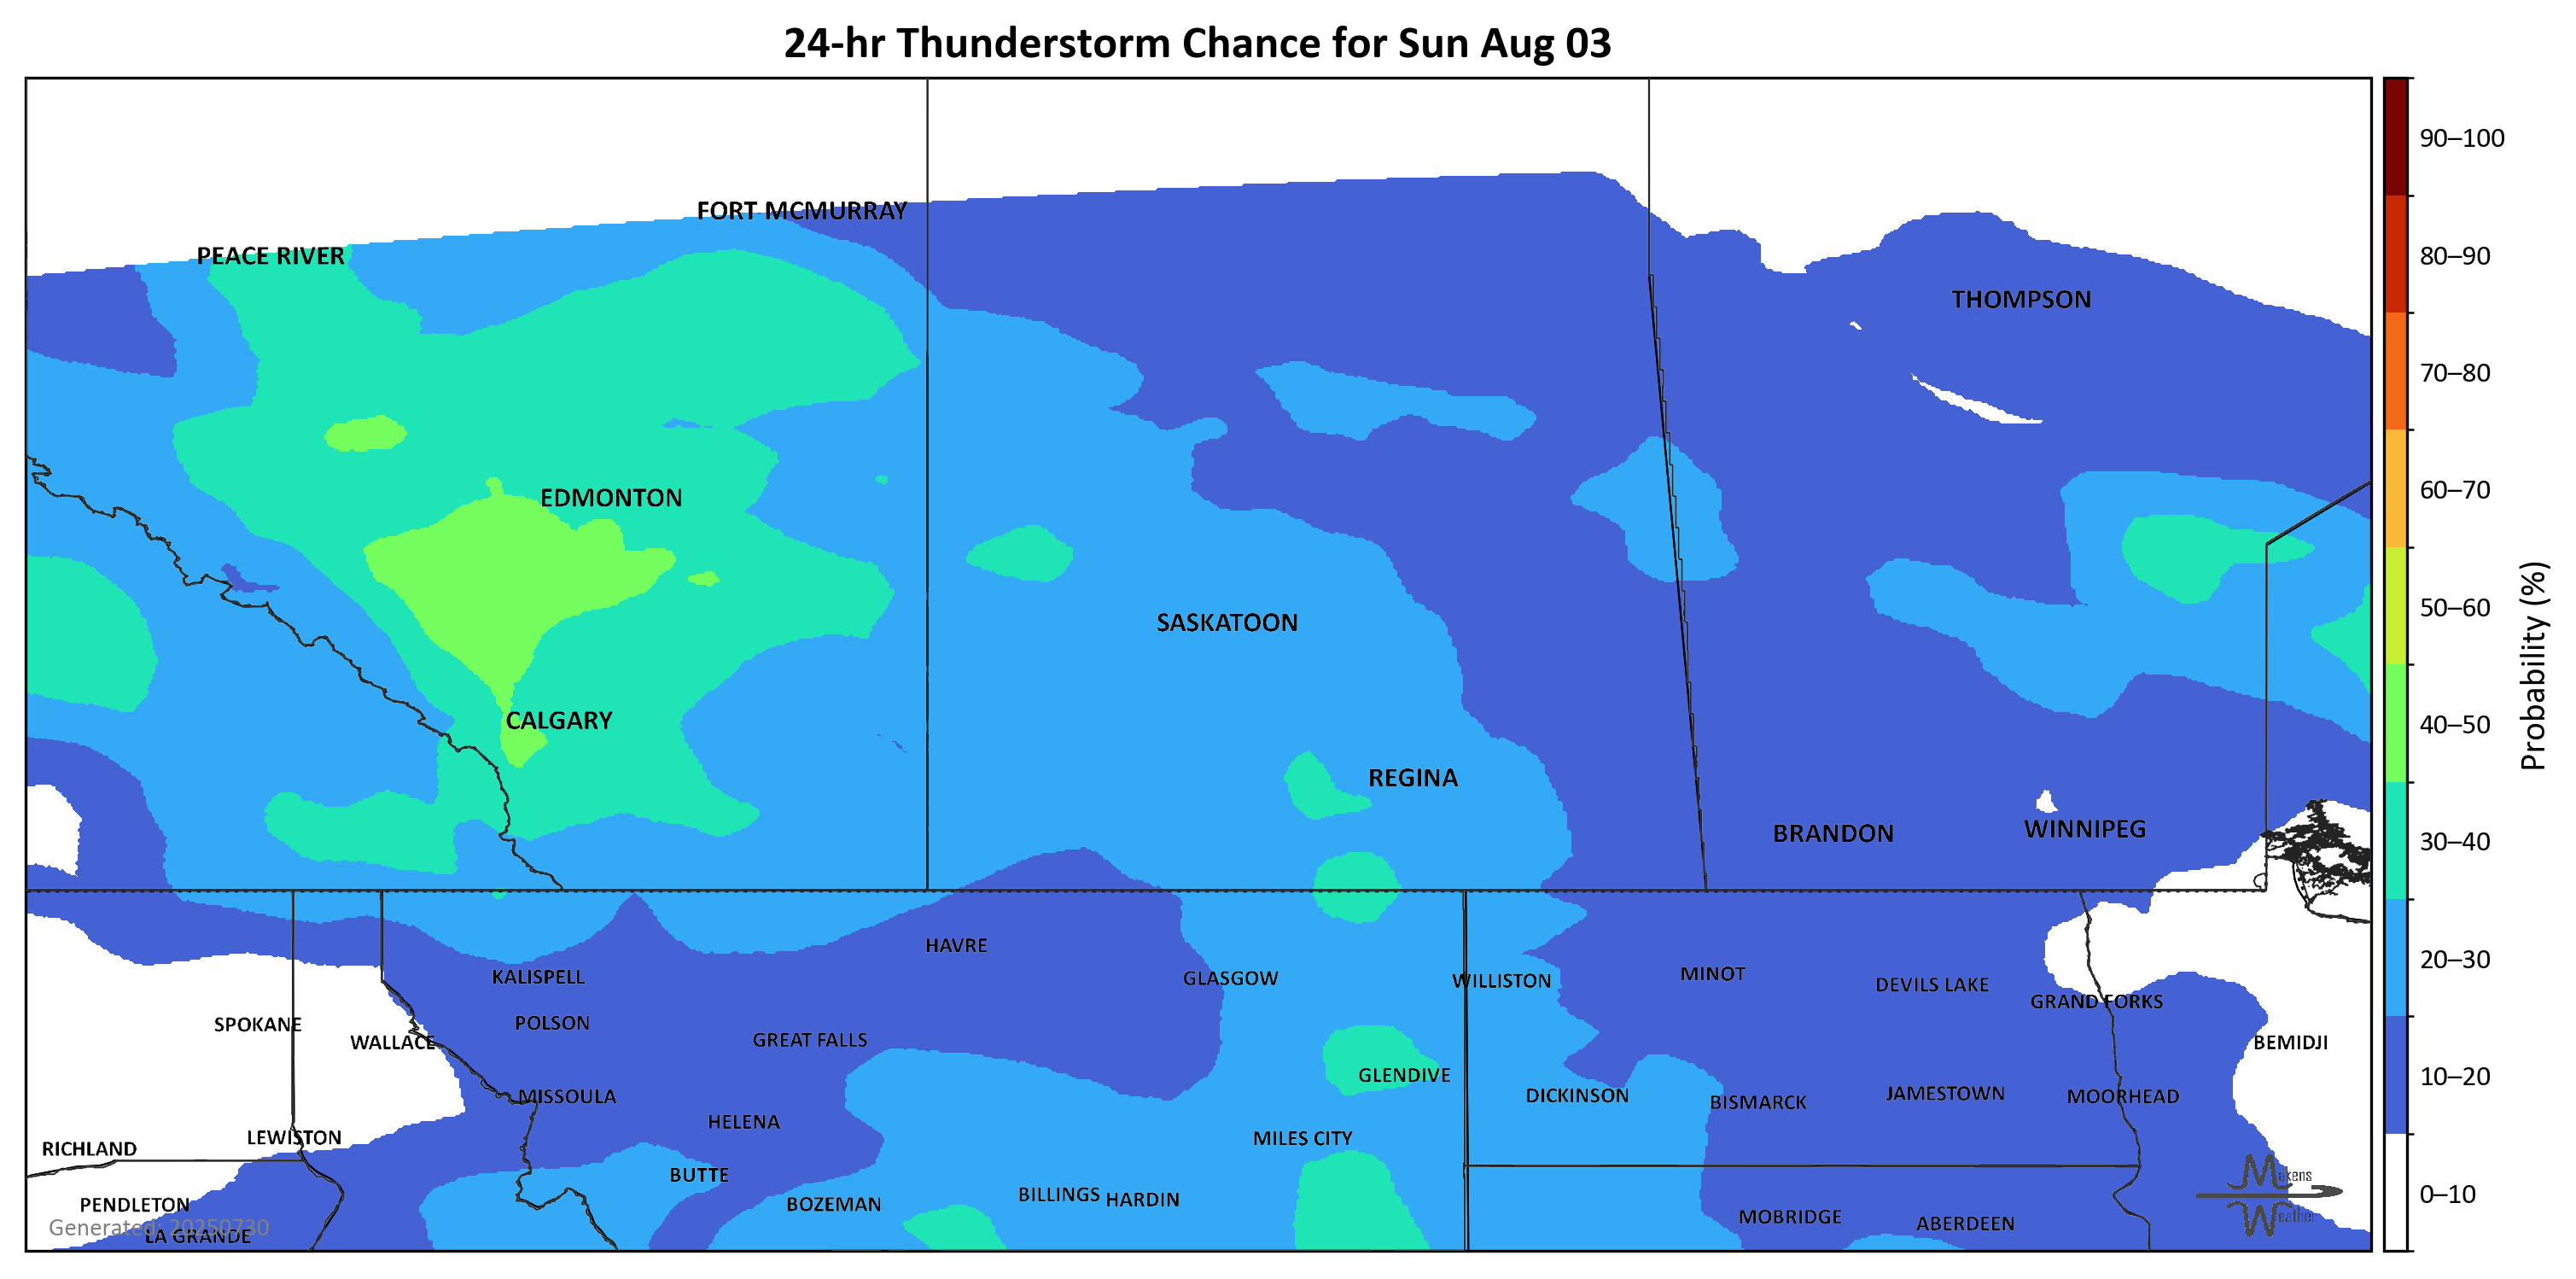 24-hr Thunderstorm Chance for Sun Aug 03
90–100
FORT MCMURRAY
PEACE RIVER
80–90
THOMPSON
70–80
EDMONTON
60–70
50–60
SASKATOON
Probability (%)
CALGARY
40–50
REGINA
BRANDON
WINNIPEG
30–40
HAVRE
20–30
KALISPELL
GLASGOW
WILLISTON
MINOT
DEVILS LAKE
GRAND FORKS
SPOKANE
POLSON
WALLACE
GREAT FALLS
BEMIDJI
GLENDIVE
10–20
MISSOULA
DICKINSON
BISMARCK
JAMESTOWN
MOORHEAD
HELENA
LEWISTON
MILES CITY
RICHLAND
BUTTE
Makens
PENDLETON
BOZEMAN
BILLINGS
HARDIN
0–10
Weather
MOBRIDGE
ABERDEEN
Generated: 20250730
LA GRANDE